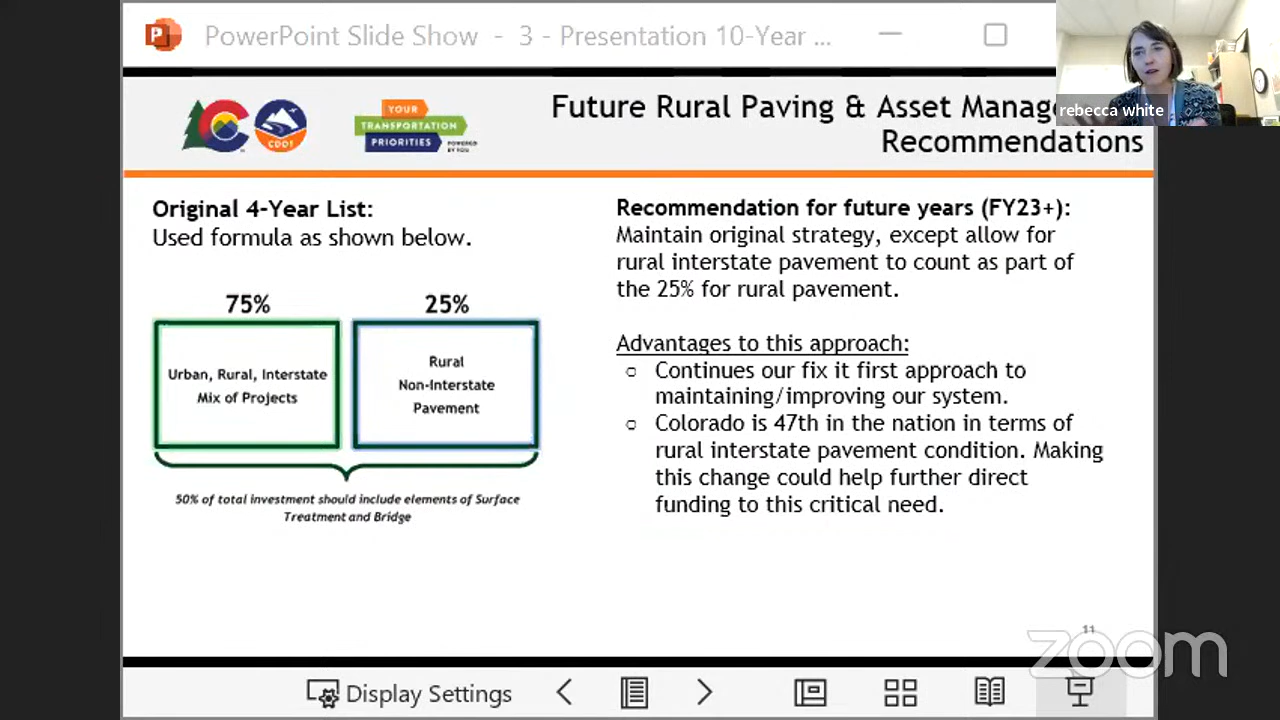 PowerPoint Slide Show - 3 - Presentation 10-Year ...
rebecca white
CDOT
YOUR
TRANSPORTATION
PRIORITIES
POWERED
BY YOU
Future Rural Paving & Asset Manage
Recommendations
Original 4-Year List:
Used formula as shown below.
75%
25%
Urban, Rural, Interstate
Mix of Projects
Rural
Non-Interstate
Pavement
50% of total investment should include elements of Surface
Treatment and Bridge
Recommendation for future years (FY23+):
Maintain original strategy, except allow for
rural interstate pavement to count as part of
the 25% for rural pavement.
Advantages to this approach:
○ Continues our fix it first approach to
maintaining/improving our system.
○ Colorado is 47th in the nation in terms of
rural interstate pavement condition. Making
this change could help further direct
funding to this critical need.
11
zoom
Display Settings